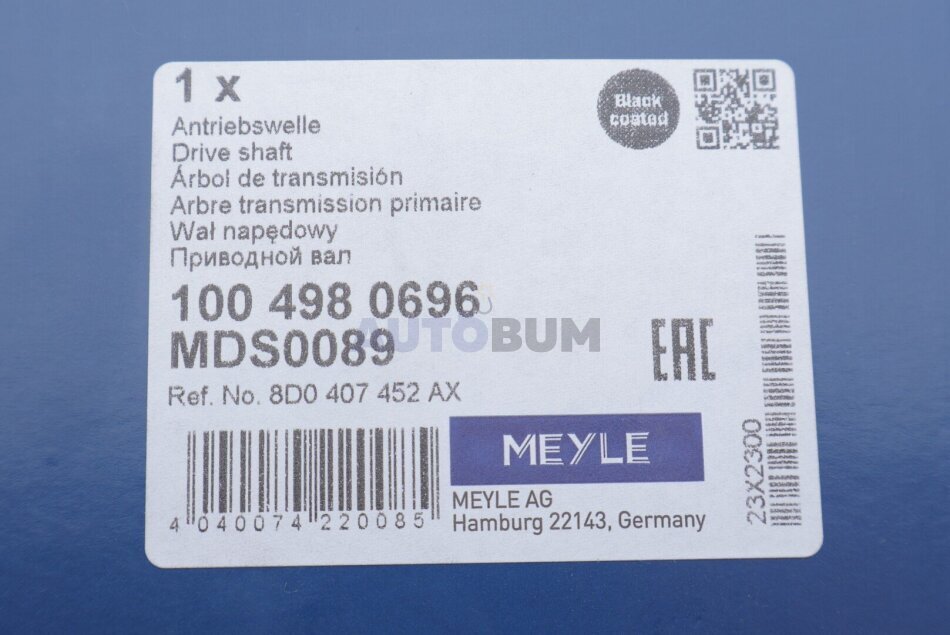 1 x
Black
coated
Antriebswelle
Drive shaft
Árbol de transmisión
Arbre transmission primaire
Wał napędowy
Приводной вал
100 498 0696
MDS0089
AUTOBUM
EAC
Ref. No. 8D0 407 452 AX
MEYLE
4 040074 220085
MEYLE AG
Hamburg 22143, Germany
23X2300